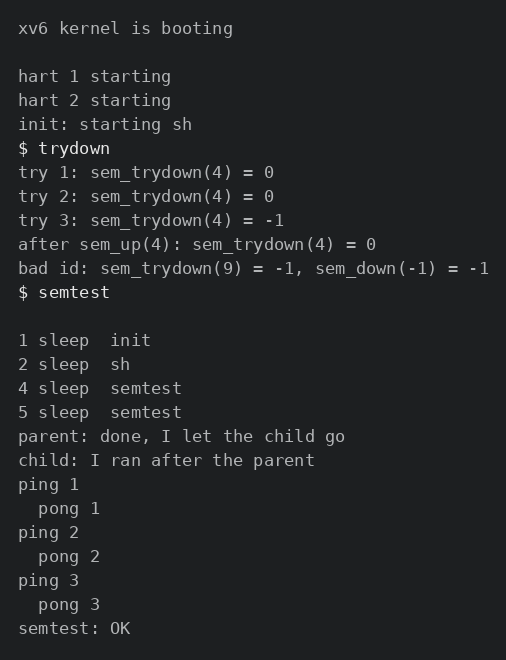 xv6 kernel is booting

hart 1 starting
hart 2 starting
init: starting sh
$ trydown
try 1: sem_trydown(4) = 0
try 2: sem_trydown(4) = 0
try 3: sem_trydown(4) = -1
after sem_up(4): sem_trydown(4) = 0
bad id: sem_trydown(9) = -1, sem_down(-1) = -1
$ semtest

1 sleep  init
2 sleep  sh
4 sleep  semtest
5 sleep  semtest
parent: done, I let the child go
child: I ran after the parent
ping 1
  pong 1
ping 2
  pong 2
ping 3
  pong 3
semtest: OK